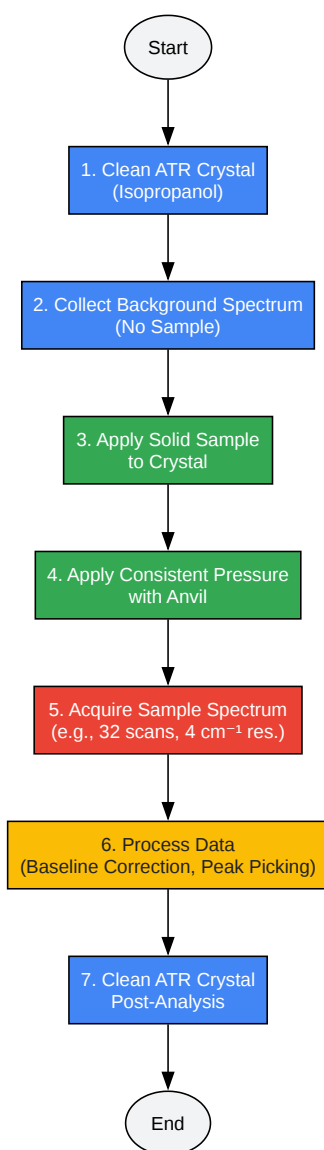 Start
1. Clean ATR Crystal
(Isopropanol)
2. Collect Background Spectrum
(No Sample)
3. Apply Solid Sample
to Crystal
4. Apply Consistent Pressure
with Anvil
5. Acquire Sample Spectrum
(e.g., 32 scans, 4 cm⁻¹ res.)
6. Process Data
(Baseline Correction, Peak Picking)
7. Clean ATR Crystal
Post-Analysis
End